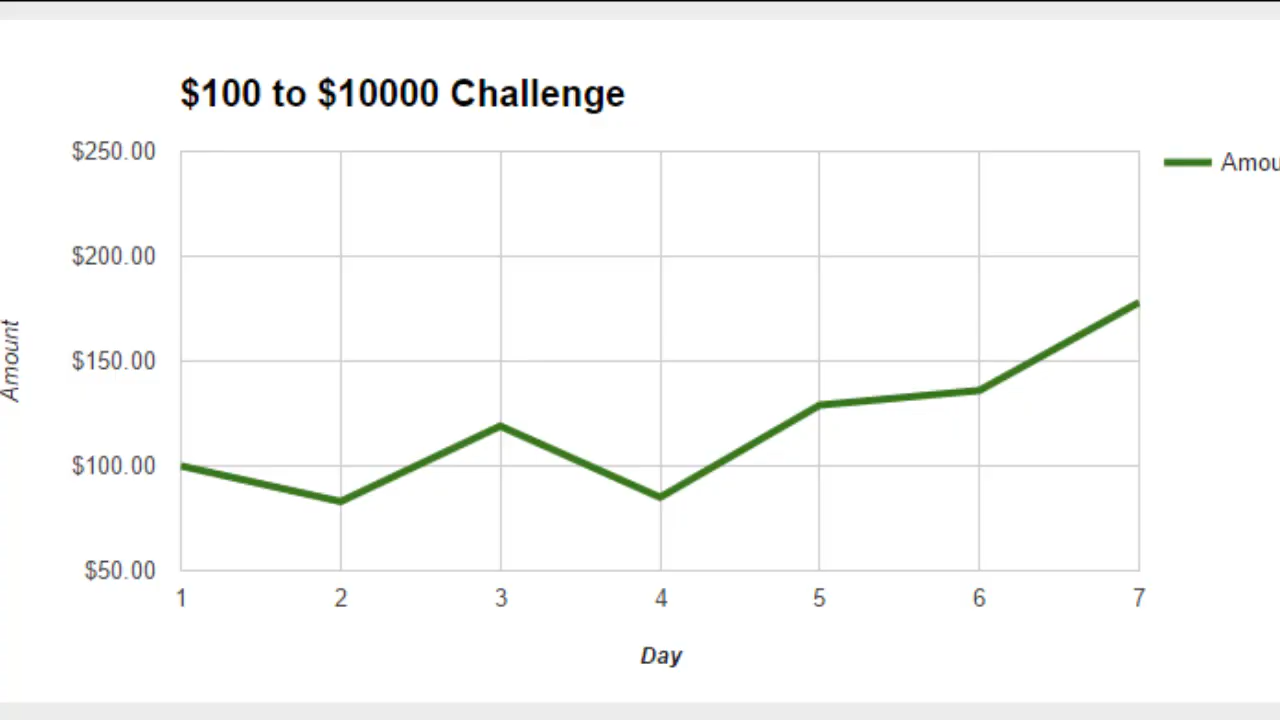 $100 to $10000 Challenge
$250.00
$200.00
$150.00
$100.00
$50.00
Amount
1 2 3 4 5 6 7
Day